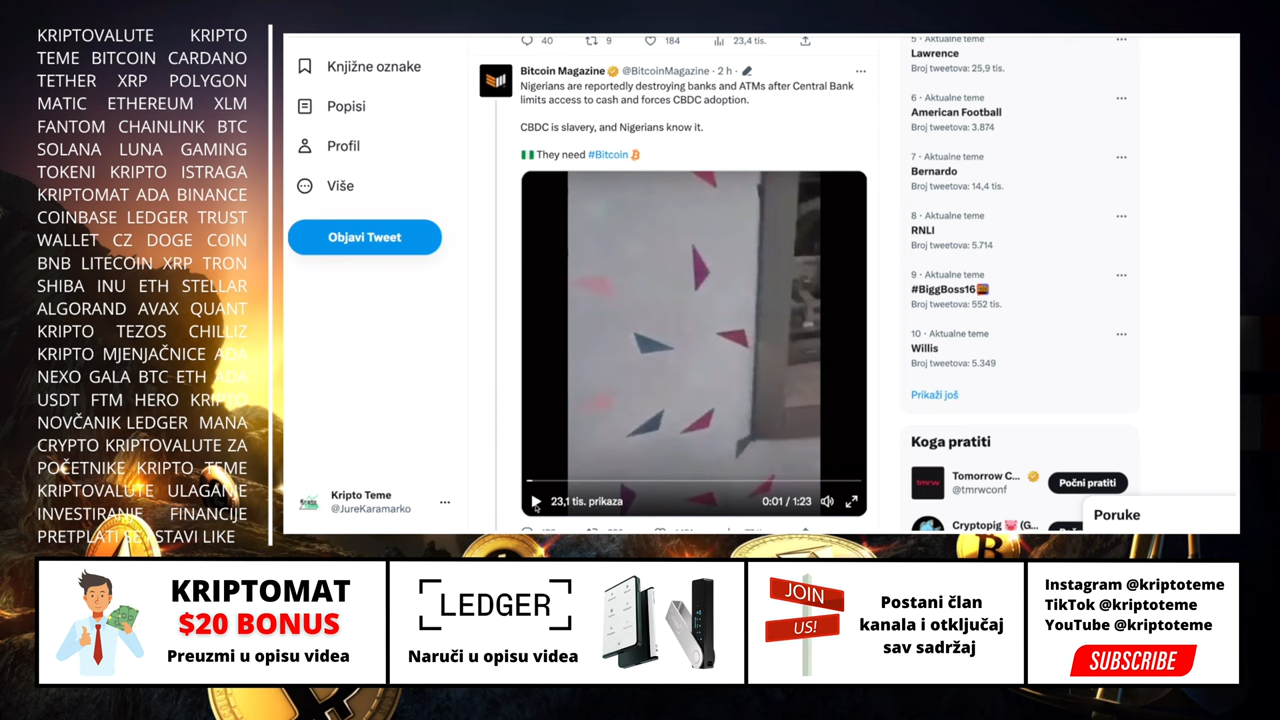 KRIPTOVALUTE KRIPTO
TEME BITCOIN CARDANO
TETHER XRP POLYGON
MATIC ETHEREUM XLM
FANTOM CHAINLINK BTC
SOLANA LUNA GAMING
TOKENI KRIPTO ISTRAGA
KRIPTOMAT ADA BINANCE
COINBASE LEDGER TRUST
WALLET CZ DOGE COIN
BNB LITECOIN XRP TRON
SHIBA INU ETH STELLAR
ALGORAND AVAX QUANT
KRIPTO TEZOS CHILLIZ
KRIPTO MJENJAČNICE ADA
NEXO GALA BTC ETH ADA
USDT FTM HERO KRIPTO
NOVČANIK LEDGER MANA
CRYPTO KRIPTOVALUTE ZA
POČETNIKE KRIPTO TEME
KRIPTOVALUTE ULAGANJE
INVESTIRANJE FINANCIJE
PRETPLATI SE OSTAVI LIKE
Knjižne oznake
Popisi
Profil
Više
Objavi Tweet
Kripto Teme
@JureKaramarko
40 9 184 23,4 tis.
Bitcoin Magazine @BitcoinMagazine · 2 h ·
Nigerians are reportedly destroying banks and ATMs after Central Bank
limits access to cash and forces CBDC adoption.
CBDC is slavery, and Nigerians know it.
🇳🇬 They need #Bitcoin
23,1 tis. prikaza 0:01 / 1:23
5 · Aktualne teme
Lawrence
Broj tweetova: 25,9 tis.
6 · Aktualne teme
American Football
Broj tweetova: 3.874
7 · Aktualne teme
Bernardo
Broj tweetova: 14,4 tis.
8 · Aktualne teme
RNLI
Broj tweetova: 5.714
9 · Aktualne teme
#BiggBoss16
Broj tweetova: 552 tis.
10 · Aktualne teme
Willis
Broj tweetova: 5.349
Prikaži još
Koga pratiti
tmrw
Tomorrow C...
@tmrwconf
Počni pratiti
Cryptopig 🐷 (G...
Poruke
KRIPTOMAT
$20 BONUS
Preuzmi u opisu videa
LEDGER
Naruči u opisu videa
JOIN
US!
Postani član
kanala i otključaj
sav sadržaj
Instagram @kriptoteme
TikTok @kriptoteme
YouTube @kriptoteme
SUBSCRIBE